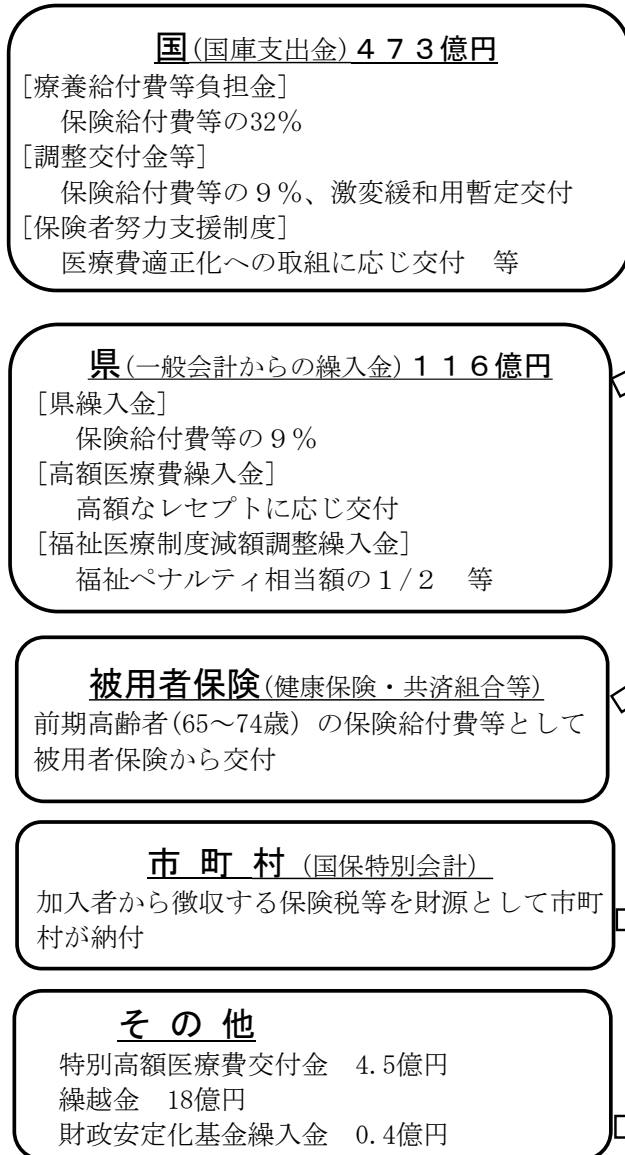 国(国庫支出金)４７３億円
[療養給付費等負担金]
保険給付費等の32%
[調整交付金等]
保険給付費等の９%、激変緩和用暫定交付
[保険者努力支援制度]
医療費適正化への取組に応じ交付　等
県(一般会計からの繰入金)１１６億円
[県繰入金]
保険給付費等の９%
[高額医療費繰入金]
高額なレセプトに応じ交付
[福祉医療制度減額調整繰入金]
福祉ペナルティ相当額の１/２　等
被用者保険(健康保険・共済組合等)
前期高齢者(65～74歳) の保険給付費等として
被用者保険から交付
市 町 村 (国保特別会計)
加入者から徴収する保険税等を財源として市町
村が納付
そ の 他
特別高額医療費交付金　4.5億円
繰越金　18億円
財政安定化基金繰入金　0.4億円